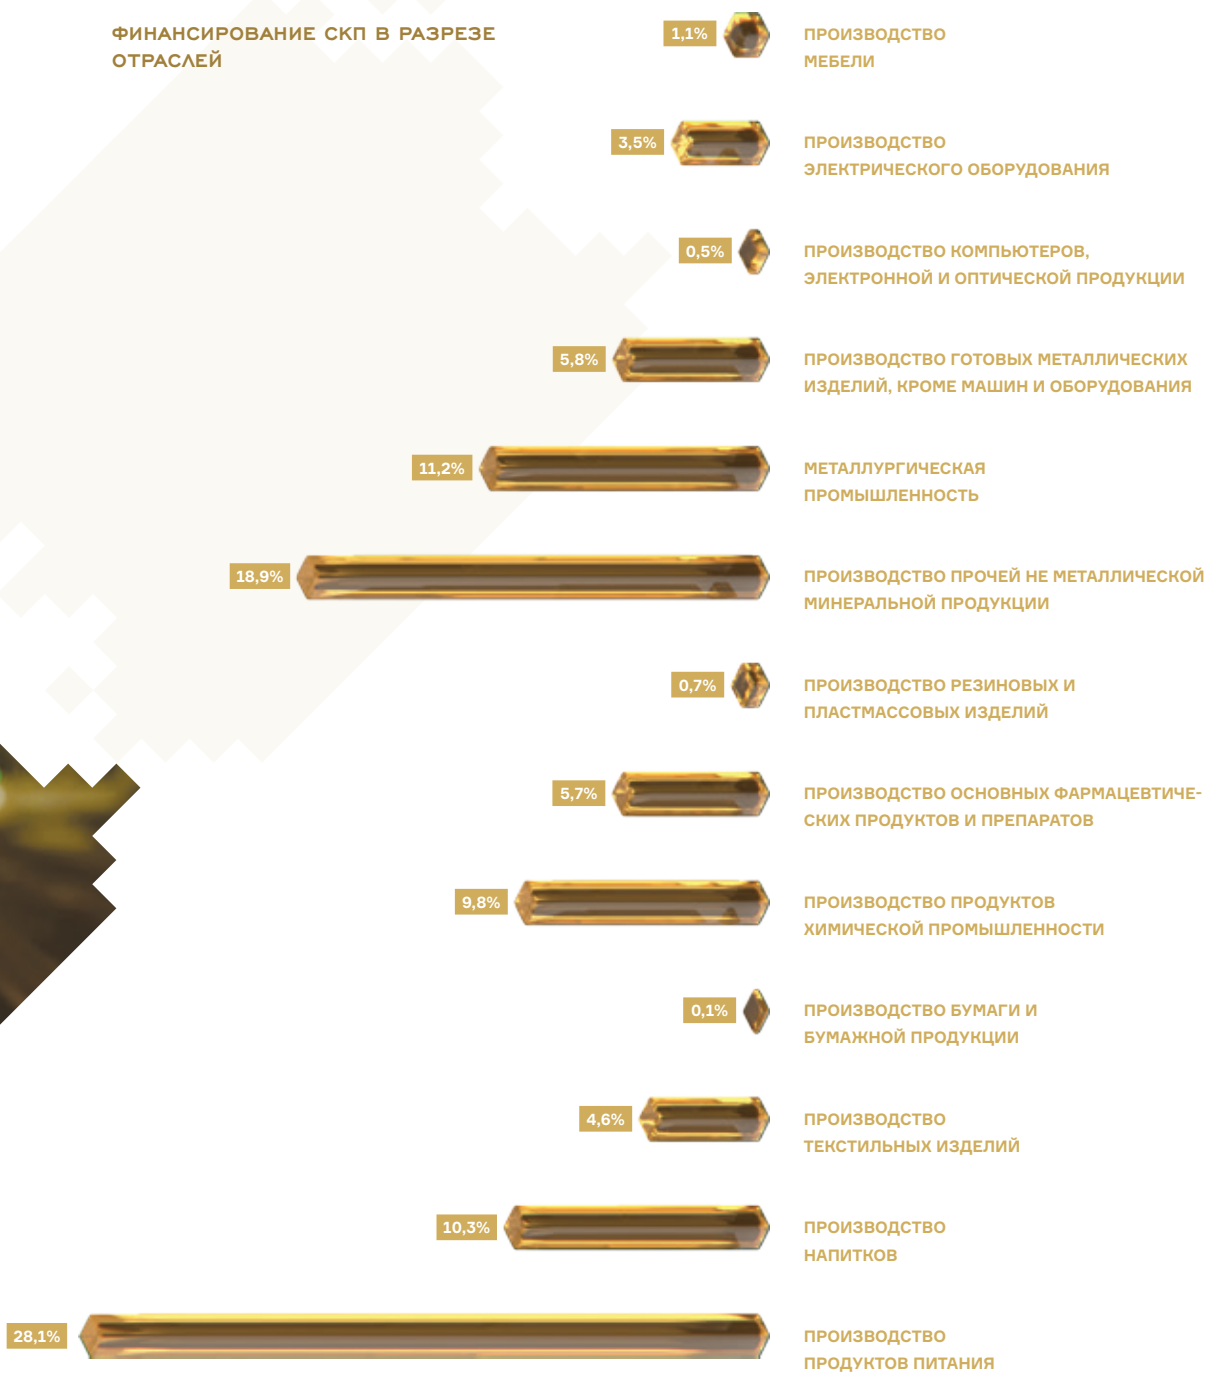 ФИНАНСИРОВАНИЕ СКП В РАЗРЕЗЕ
ОТРАСЛЕЙ
1,1%
ПРОИЗВОДСТВО
МЕБЕЛИ
3,5%
ПРОИЗВОДСТВО
ЭЛЕКТРИЧЕСКОГО ОБОРУДОВАНИЯ
0,5%
ПРОИЗВОДСТВО КОМПЬЮТЕРОВ,
ЭЛЕКТРОННОЙ И ОПТИЧЕСКОЙ ПРОДУКЦИИ
5,8%
ПРОИЗВОДСТВО ГОТОВЫХ МЕТАЛЛИЧЕСКИХ
ИЗДЕЛИЙ, КРОМЕ МАШИН И ОБОРУДОВАНИЯ
11,2%
МЕТАЛЛУРГИЧЕСКАЯ
ПРОМЫШЛЕННОСТЬ
18,9%
ПРОИЗВОДСТВО ПРОЧЕЙ НЕ МЕТАЛЛИЧЕСКОЙ
МИНЕРАЛЬНОЙ ПРОДУКЦИИ
0,7%
ПРОИЗВОДСТВО РЕЗИНОВЫХ И
ПЛАСТМАССОВЫХ ИЗДЕЛИЙ
5,7%
ПРОИЗВОДСТВО ОСНОВНЫХ ФАРМАЦЕВТИЧЕ-
СКИХ ПРОДУКТОВ И ПРЕПАРАТОВ
9,8%
ПРОИЗВОДСТВО ПРОДУКТОВ
ХИМИЧЕСКОЙ ПРОМЫШЛЕННОСТИ
0,1%
ПРОИЗВОДСТВО БУМАГИ И
БУМАЖНОЙ ПРОДУКЦИИ
4,6%
ПРОИЗВОДСТВО
ТЕКСТИЛЬНЫХ ИЗДЕЛИЙ
10,3%
ПРОИЗВОДСТВО
НАПИТКОВ
28,1%
ПРОИЗВОДСТВО
ПРОДУКТОВ ПИТАНИЯ